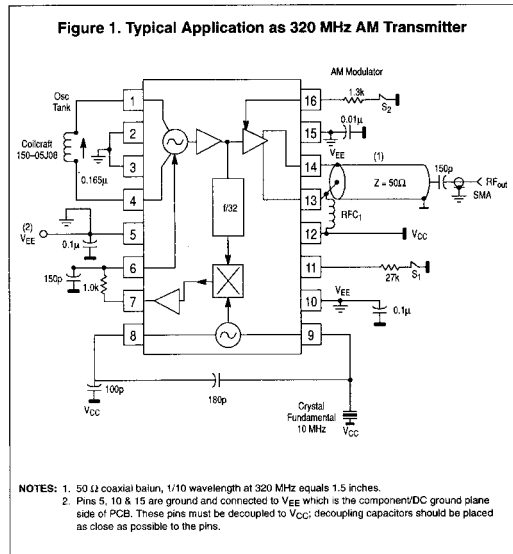 Figure 1. Typical Application as 320 MHz AM Transmitter
AM Modulator
Osc
Tank
1
16
1.3k
S2
Coilcraft
150–05J08
2
15
0.01µ
VEE
3
0.165µ
14
(1)
150p
Z = 50Ω
RFout
SMA
4
13
RFC1
f/32
(2)
VEE
0.1µ
5
12
VCC
150p
6
11
27k
S1
1.0k
7
10
VEE
0.1µ
8
9
100p
VCC
180p
Crystal
Fundamental
10 MHz
VCC
NOTES: 1. 50 Ω coaxial balun, 1/10 wavelength at 320 MHz equals 1.5 inches.
2. Pins 5, 10 & 15 are ground and connected to VEE which is the component/DC ground plane
side of PCB. These pins must be decoupled to VCC; decoupling capacitors should be placed
as close as possible to the pins.